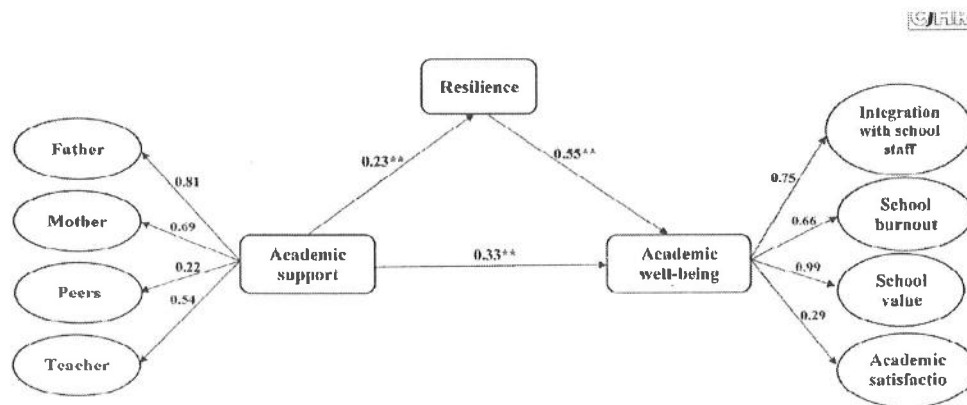 Resilience
Integration
with school
staff
Father
0.23**
0.55**
0.81
0.75
Mother
School
burnout
0.69
0.66
Academic
support
0.33**
Academic
well-being
0.22
0.99
Peers
School
value
0.54
0.29
Teacher
Academic
satisfactio